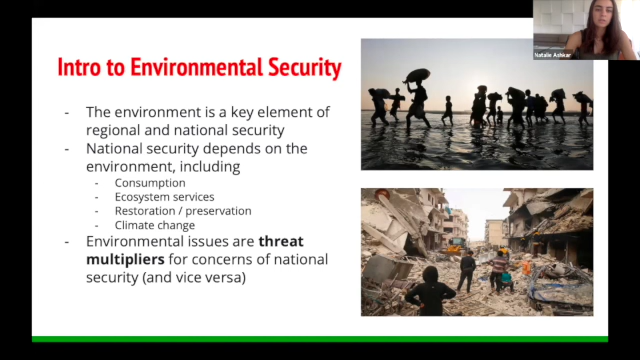 Intro to Environmental Security
- The environment is a key element of
regional and national security
- National security depends on the
environment, including
- Consumption
- Ecosystem services
- Restoration / preservation
- Climate change
- Environmental issues are threat
multipliers for concerns of national
security (and vice versa)
Natalie Ashkar